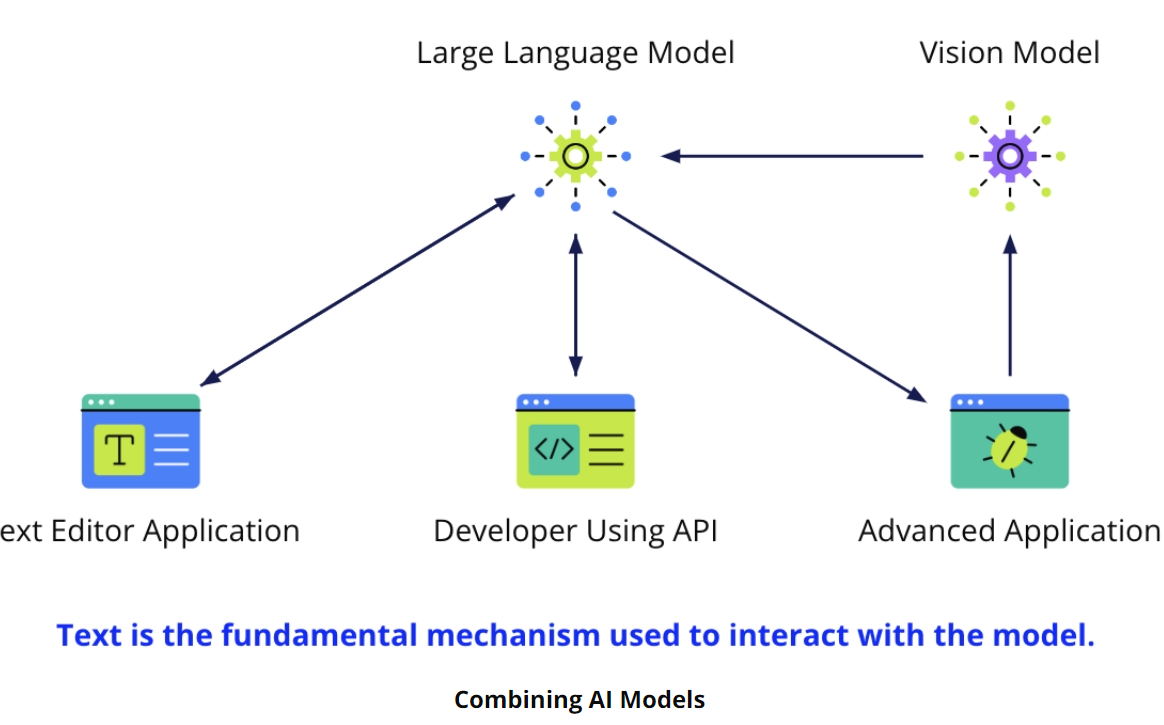 Large Language Model
Vision Model
T
</>
ext Editor Application
Developer Using API
Advanced Application
Text is the fundamental mechanism used to interact with the model.
Combining AI Models